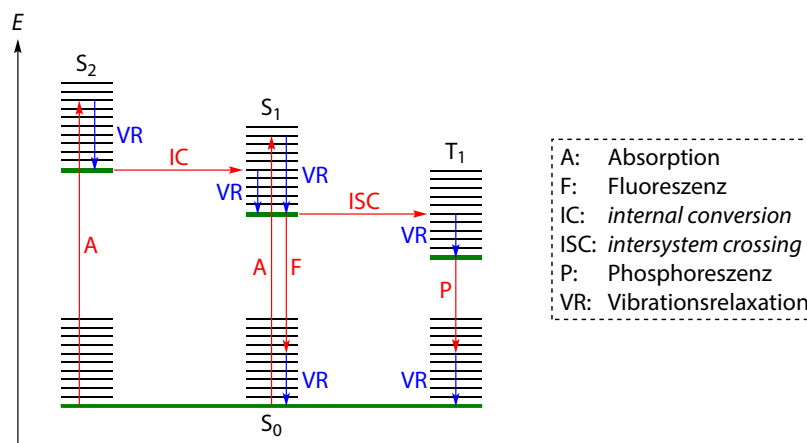 E
S2
S1
T1
VR
IC
VR
VR
ISC
VR
A
A
F
P
VR
VR
S0
A: Absorption
F: Fluoreszenz
IC: internal conversion
ISC: intersystem crossing
P: Phosphoreszenz
VR: Vibrationsrelaxation